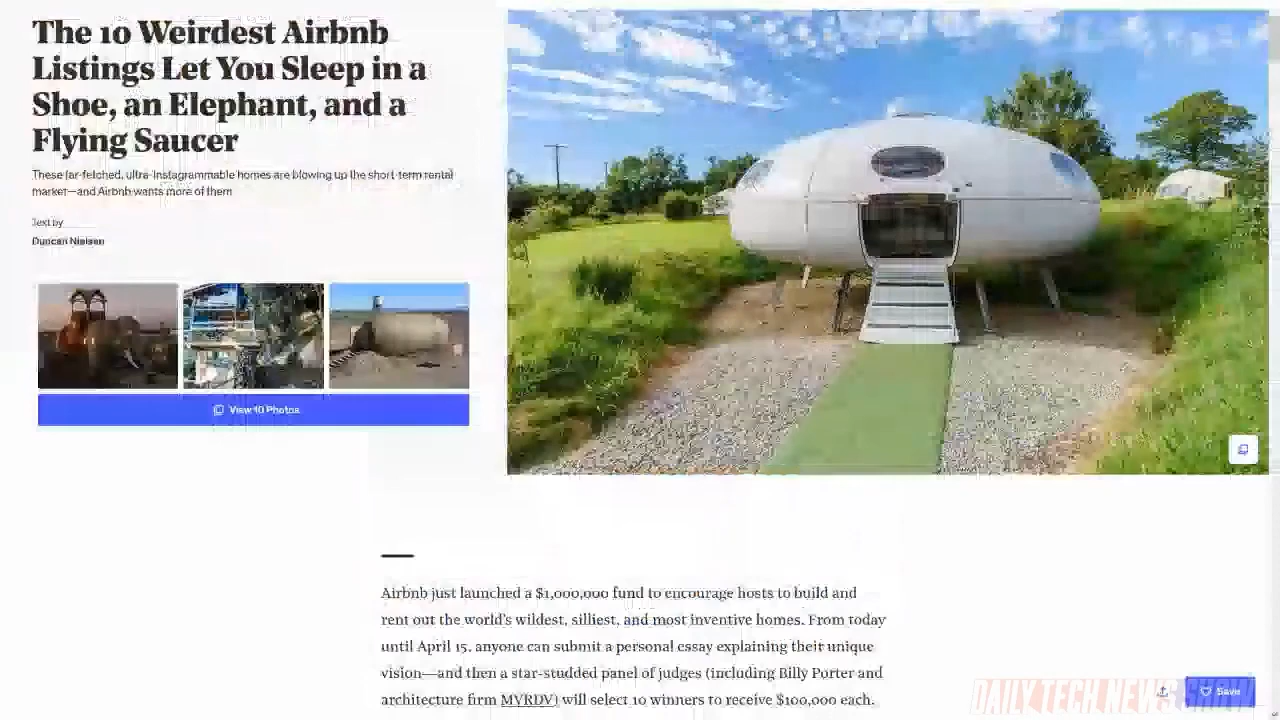 The 10 Weirdest Airbnb
Listings Let You Sleep in a
Shoe, an Elephant, and a
Flying Saucer
These far-fetched, ultra-Instagrammable homes are blowing up the short-term rental
market—and Airbnb wants more of them
Text by
Duncan Nielsen
View 10 Photos
Airbnb just launched a $1,000,000 fund to encourage hosts to build and
rent out the world's wildest, silliest, and most inventive homes. From today
until April 15, anyone can submit a personal essay explaining their unique
vision—and then a star-studded panel of judges (including Billy Porter and
architecture firm MVRDV) will select 10 winners to receive $100,000 each.
Save
DAILY TECH NEWS SHOW